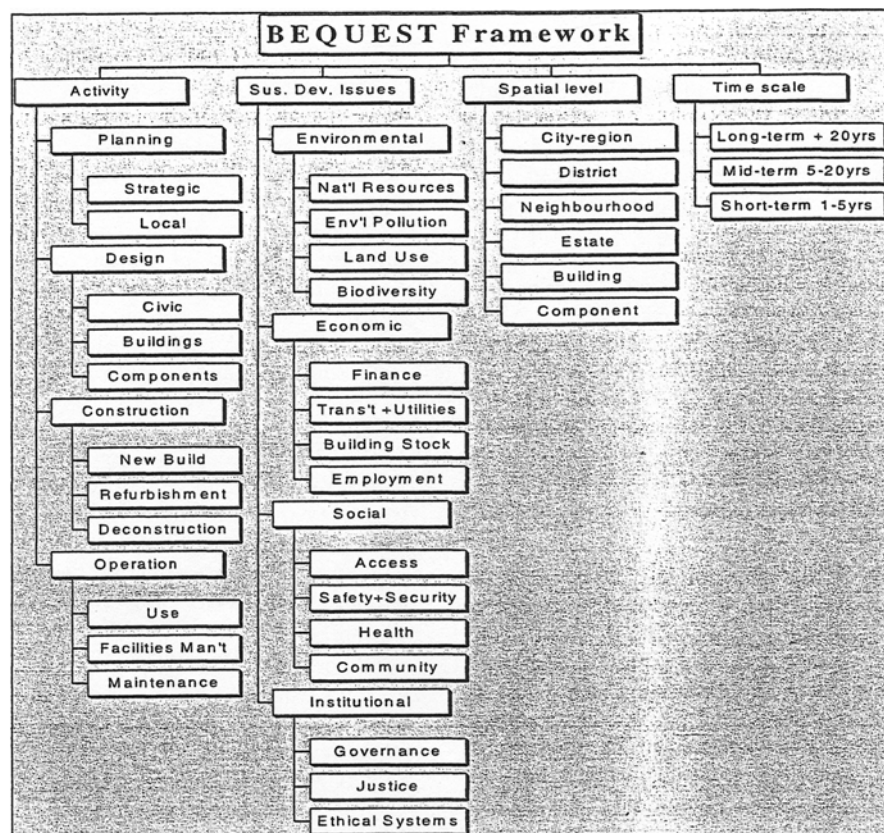 BEQUEST Framework
Activity
Planning
Strategic
Local
Design
Civic
Buildings
Components
Construction
New Build
Refurbishment
Deconstruction
Operation
Use
Facilities Man't
Maintenance
Sus. Dev. Issues
Environmental
Nat'l Resources
Env'l Pollution
Land Use
Biodiversity
Economic
Finance
Trans't +Utilities
Building Stock
Employment
Social
Access
Safety+Security
Health
Community
Institutional
Governance
Justice
Ethical Systems
Spatial level
City-region
District
Neighbourhood
Estate
Building
Component
Time scale
Long-term + 20yrs
Mid-term 5-20yrs
Short-term 1-5yrs